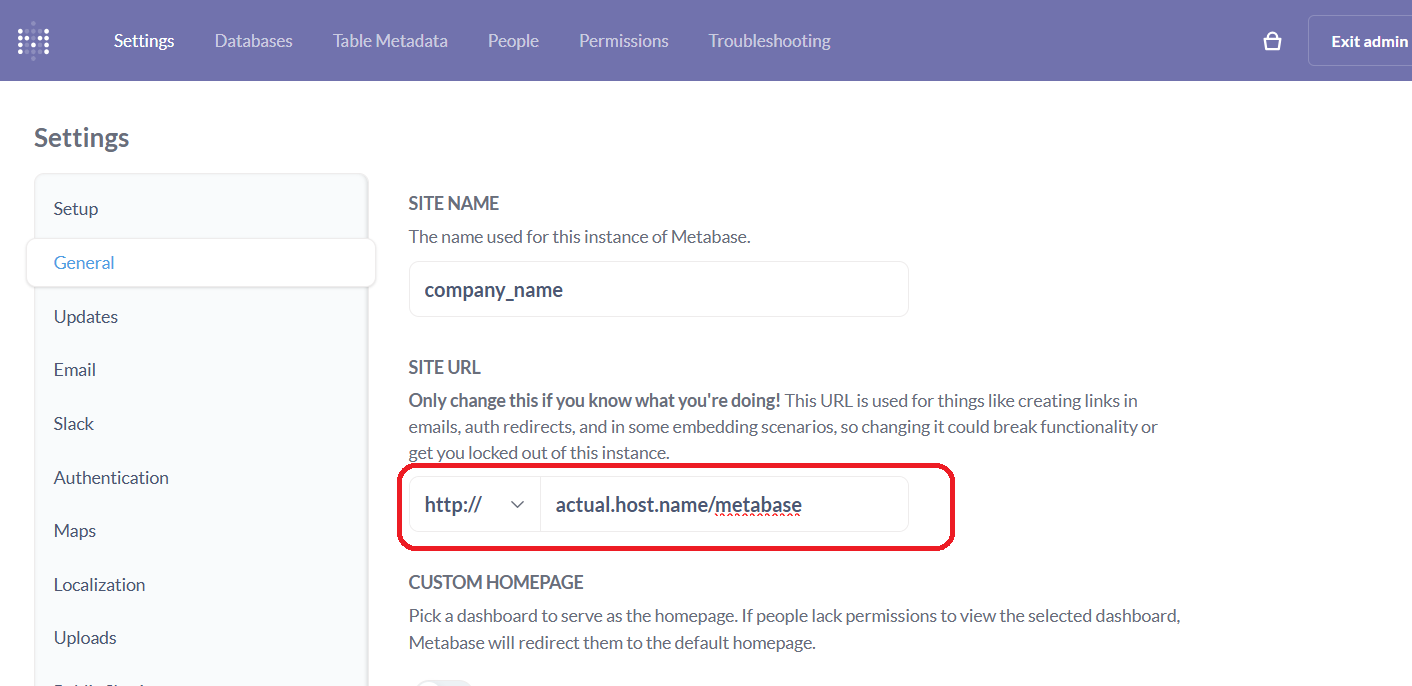 Settings Databases Table Metadata People Permissions Troubleshooting Exit admin
Settings
Setup
General
Updates
Email
Slack
Authentication
Maps
Localization
Uploads
SITE NAME
The name used for this instance of Metabase.
company_name
SITE URL
Only change this if you know what you're doing! This URL is used for things like creating links in
emails, auth redirects, and in some embedding scenarios, so changing it could break functionality or
get you locked out of this instance.
http:// actual.host.name/metabase
CUSTOM HOMEPAGE
Pick a dashboard to serve as the homepage. If people lack permissions to view the selected dashboard,
Metabase will redirect them to the default homepage.